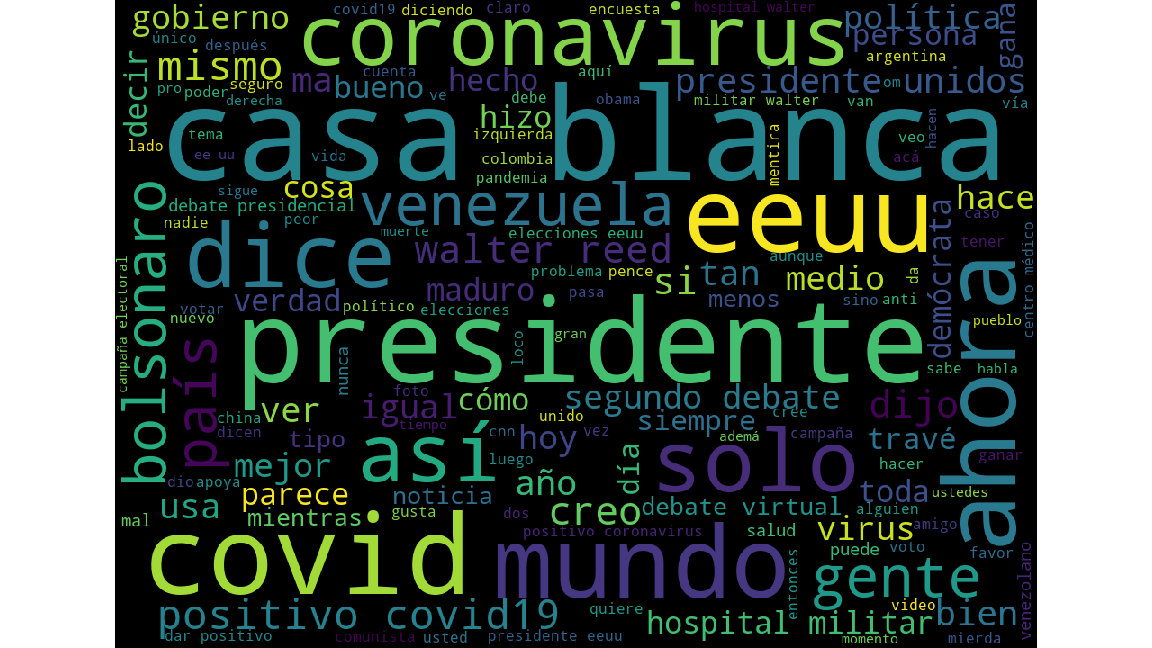 covid19 diciendo claro encuesta hospital walter
gobierno coronavirus política gana
único después persona
mismo argentina
decir ma cuenta hecho aquí presidente unidos
pro poder seguro bueno om
derecha ve debe obama militar walter van vía
casa blanca
tema hizo izquierda veo hacen
lado ee uu vida colombia mentira acá
pandemia
sigue cosa venezuela eeuu hace
debate presidencial
nadie peor muerte elecciones eeuu demócrata caso
bolsonaro dice walter reed aunque tener centro médico
problema pence si tan medio da
verdad maduro pasa menos sino anti
votar político elecciones
campaña electoral nuevo presidente pueblo
loco gran ahora
país nunca sabe habla
foto segundo debate
china ver igual cómo unido cree dijo
tiempo siempre
dicen tipo así cnn hoy vez ademá campaña travé
mejor luego día solo hacer ganar
dio apoya año
parece noticia toda ustedes
usa gusta dos creo debate virtual alguien
mal mientras positivo coronavirus salud virus amigo
covid mundo puede voto favor
entonces gente venezolano
positivo covid19 quiere video bien
hospital militar
dar positivo comunista usted presidente eeuu momento mierda